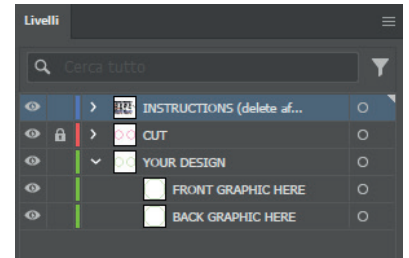 Livelli
Cerca tutto
INSTRUCTIONS (delete af...
CUT
YOUR DESIGN
FRONT GRAPHIC HERE
BACK GRAPHIC HERE